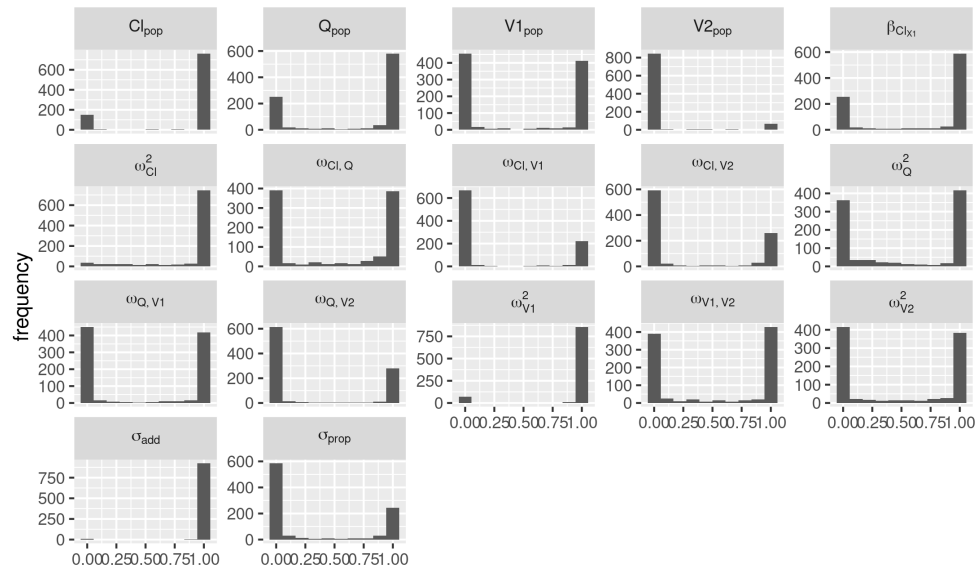 Cl_pop Q_pop V1_pop V2_pop β_Cl_X1
600 400 200 0
600 400 200 0
400 300 200 100 0
800 600 400 200 0
600 400 200 0
ω²_Cl ω_Cl, Q ω_Cl, V1 ω_Cl, V2 ω²_Q
600 400 200 0
400 300 200 100 0
600 400 200 0
600 400 200 0
400 300 200 100 0
ω_Q, V1 ω_Q, V2 ω²_V1 ω_V1, V2 ω²_V2
400 300 200 100 0
600 400 200 0
750 500 250 0
400 300 200 100 0
400 300 200 100 0
0.00 0.25 0.50 0.75 1.00
0.00 0.25 0.50 0.75 1.00
0.00 0.25 0.50 0.75 1.00
σ_add σ_prop
750 500 250 0
600 400 200 0
0.00 0.25 0.50 0.75 1.00
0.00 0.25 0.50 0.75 1.00
frequency